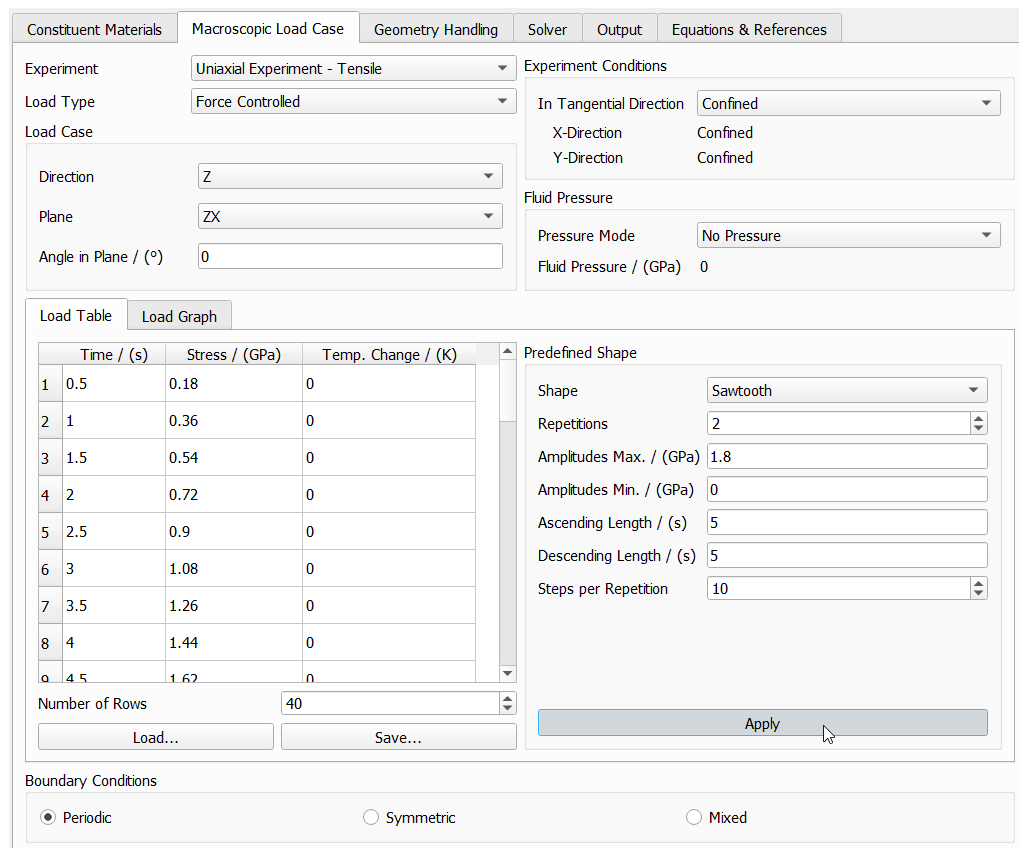 Constituent Materials Macroscopic Load Case Geometry Handling Solver Output Equations & References
Experiment Uniaxial Experiment - Tensile
Load Type Force Controlled
Load Case
Direction Z
Plane ZX
Angle in Plane / (°) 0
Experiment Conditions
In Tangential Direction Confined
X-Direction Confined
Y-Direction Confined
Fluid Pressure
Pressure Mode No Pressure
Fluid Pressure / (GPa) 0
Load Table Load Graph
Time / (s) Stress / (GPa) Temp. Change / (K)
1 0.5 0.18 0
2 1 0.36 0
3 1.5 0.54 0
4 2 0.72 0
5 2.5 0.9 0
6 3 1.08 0
7 3.5 1.26 0
8 4 1.44 0
9 4.5 1.62 0
Number of Rows 40
Load... Save...
Predefined Shape
Shape Sawtooth
Repetitions 2
Amplitudes Max. / (GPa) 1.8
Amplitudes Min. / (GPa) 0
Ascending Length / (s) 5
Descending Length / (s) 5
Steps per Repetition 10
Apply
Boundary Conditions
Periodic Symmetric Mixed